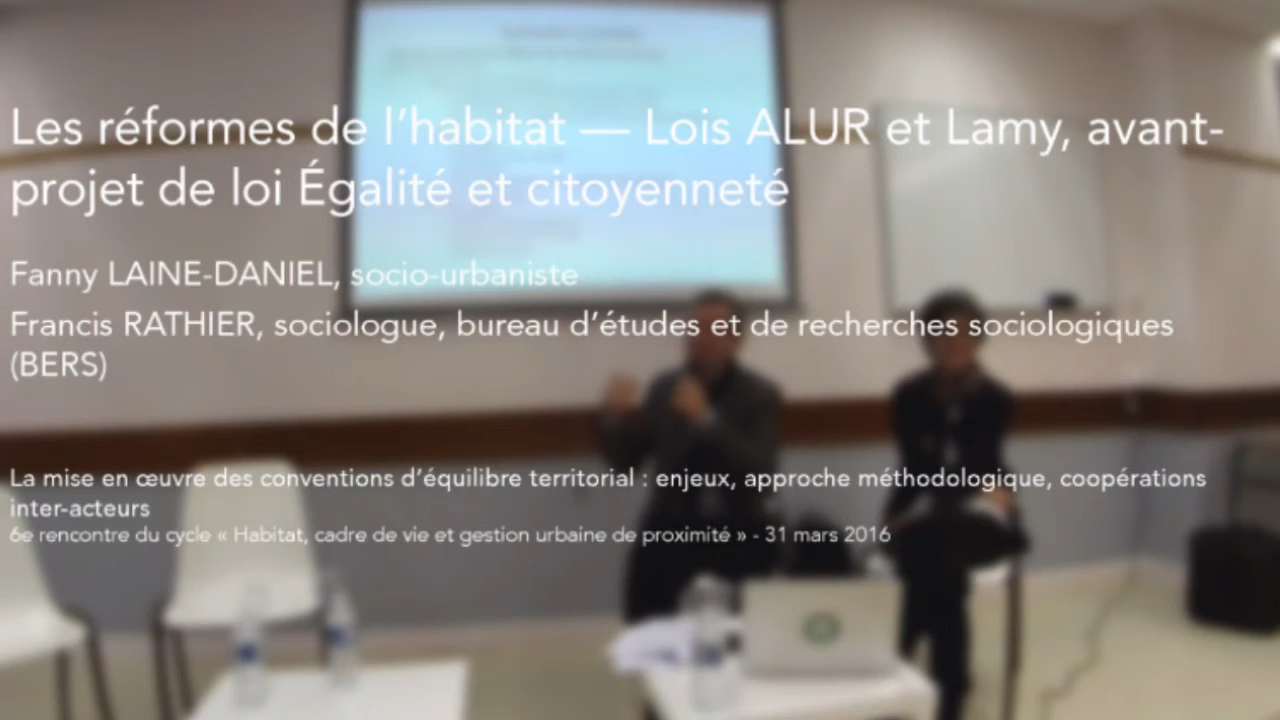 Les réformes de l’habitat — Lois ALUR et Lamy, avant-
projet de loi Égalité et citoyenneté
Fanny LAINE-DANIEL, socio-urbaniste
Francis RATHIER, sociologue, bureau d’études et de recherches sociologiques
(BERS)
La mise en œuvre des conventions d’équilibre territorial : enjeux, approche méthodologique, coopérations
inter-acteurs
6e rencontre du cycle « Habitat, cadre de vie et gestion urbaine de proximité » - 31 mars 2016